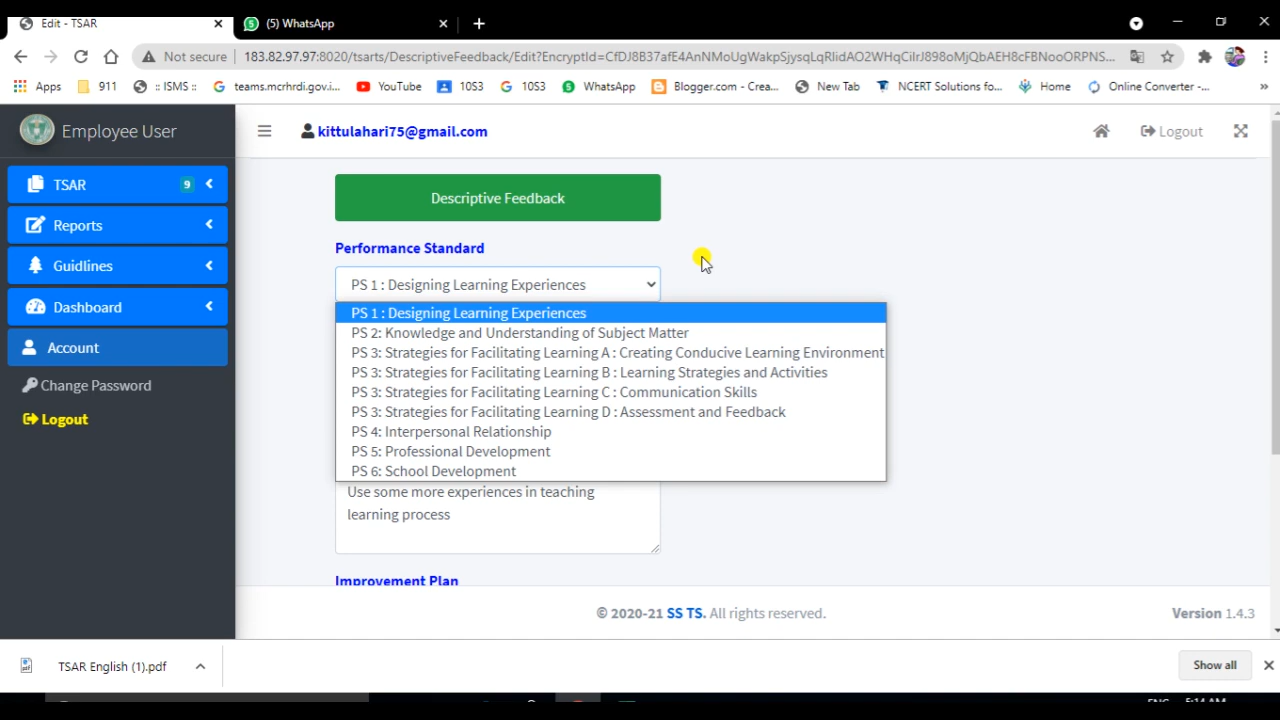 Edit - TSAR
(5) WhatsApp
Not secure
183.82.97.97:8020/tsarts/DescriptiveFeedback/Edit?EncryptId=CfDJ8B37afE4AnNMoUgWakpSjysqLqRlidAO2WHqCilrJ898oMjQbAEH8cFBNooORPNS...
Apps
911
:: ISMS ::
teams.mcrhrdi.gov.i...
YouTube
10S3
10S3
WhatsApp
Blogger.com - Crea...
New Tab
NCERT Solutions fo...
Home
Online Converter -...
»
Employee User
kittulahari75@gmail.com
Logout
TSAR
9
Reports
Guidlines
Dashboard
Account
Change Password
Logout
Descriptive Feedback
Performance Standard
PS 1 : Designing Learning Experiences
PS 1 : Designing Learning Experiences
PS 2: Knowledge and Understanding of Subject Matter
PS 3: Strategies for Facilitating Learning A : Creating Conducive Learning Environment
PS 3: Strategies for Facilitating Learning B : Learning Strategies and Activities
PS 3: Strategies for Facilitating Learning C : Communication Skills
PS 3: Strategies for Facilitating Learning D : Assessment and Feedback
PS 4: Interpersonal Relationship
PS 5: Professional Development
PS 6: School Development
Use some more experiences in teaching
learning process
Improvement Plan
© 2020-21 SS TS. All rights reserved.
Version 1.4.3
TSAR English (1).pdf
Show all